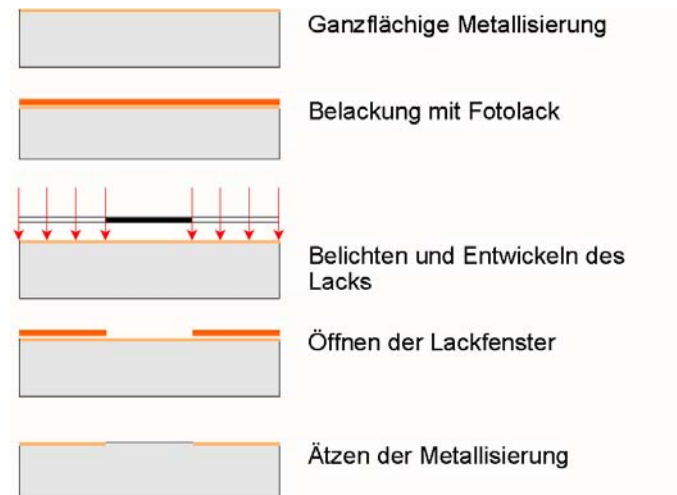 Ganzflächige Metallisierung
Belackung mit Fotolack
Belichten und Entwickeln des
Lacks
Öffnen der Lackfenster
Ätzen der Metallisierung